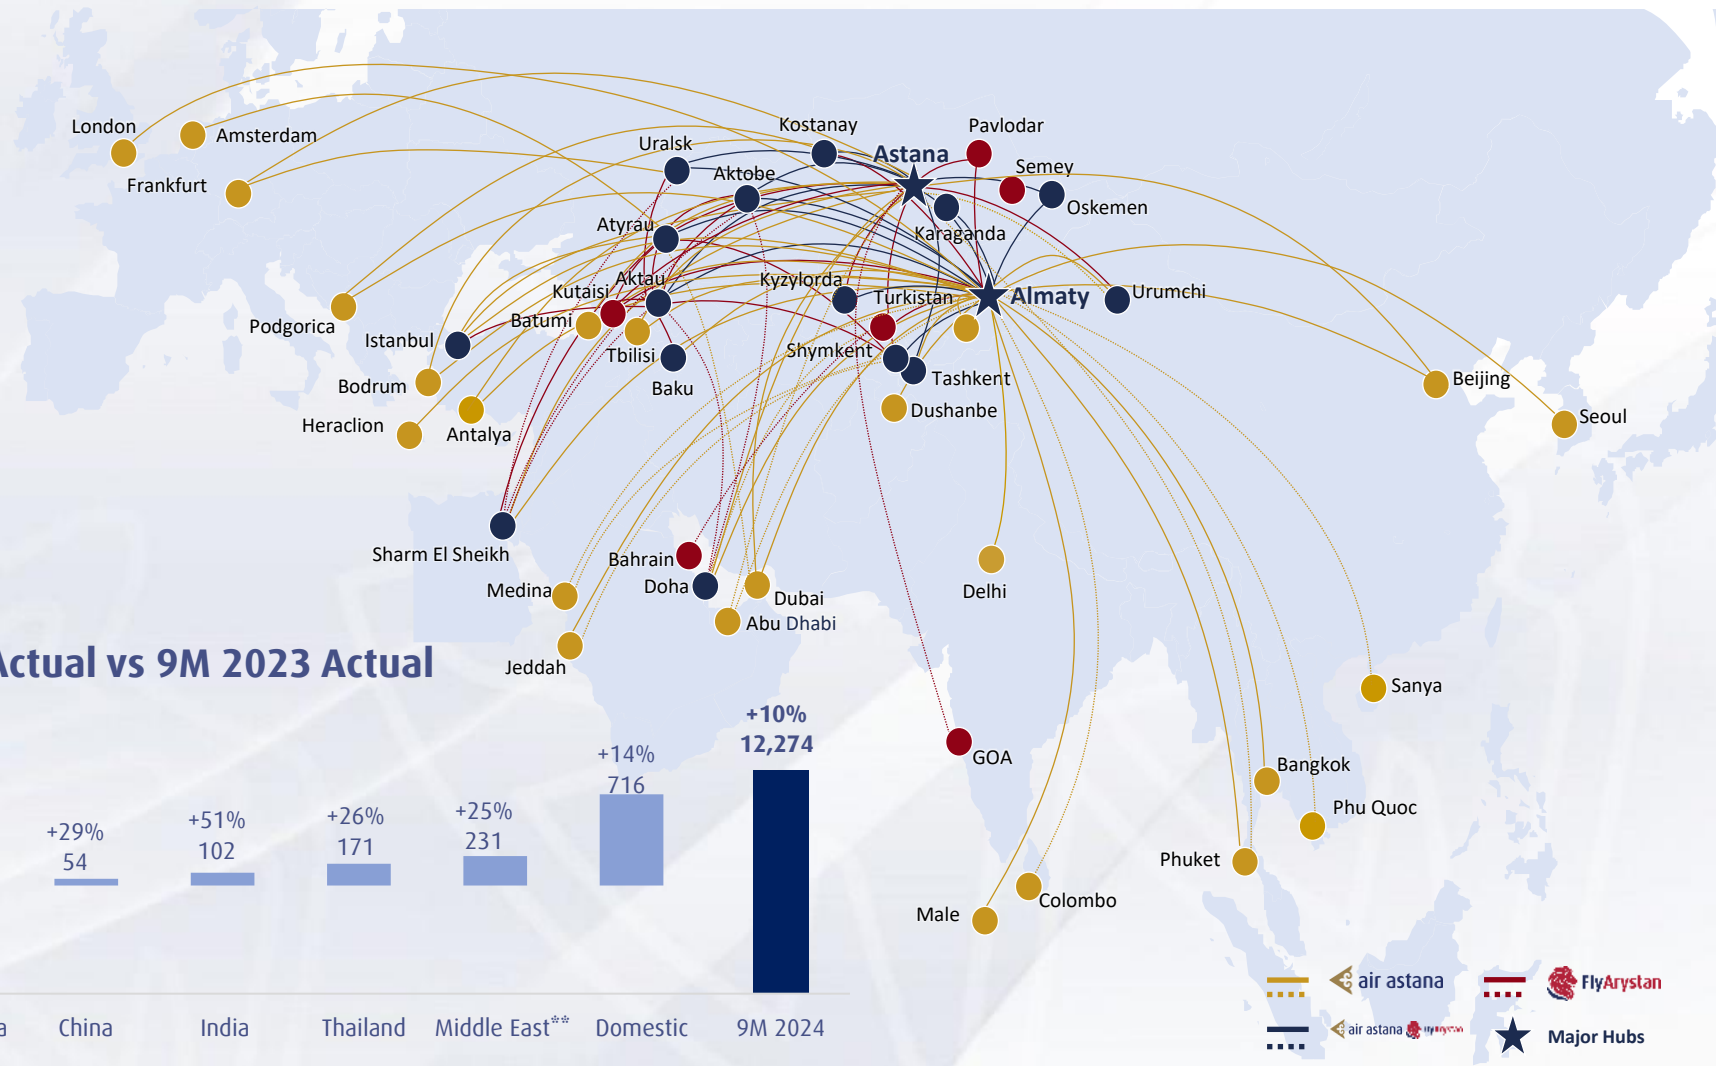 London
Amsterdam
Frankfurt
Kostanay
Pavlodar
Uralsk
Astana
Semey
Aktobe
Oskemen
Atyrau
Karaganda
Aktau
Kyzylorda
Kutaisi
Turkistan
Almaty
Urumchi
Podgorica
Batumi
Istanbul
Tbilisi
Shymkent
Baku
Tashkent
Bodrum
Beijing
Dushanbe
Heraclion
Antalya
Seoul
Sharm El Sheikh
Bahrain
Medina
Doha
Dubai
Delhi
Abu Dhabi
Jeddah
Actual vs 9M 2023 Actual
Sanya
GOA
Bangkok
Phu Quoc
Phuket
Colombo
Male
+29%
54
+51%
102
+26%
171
+25%
231
+14%
716
+10%
12,274
a
China
India
Thailand
Middle East**
Domestic
9M 2024
air astana
FlyArystan
air astana FlyArystan
Major Hubs